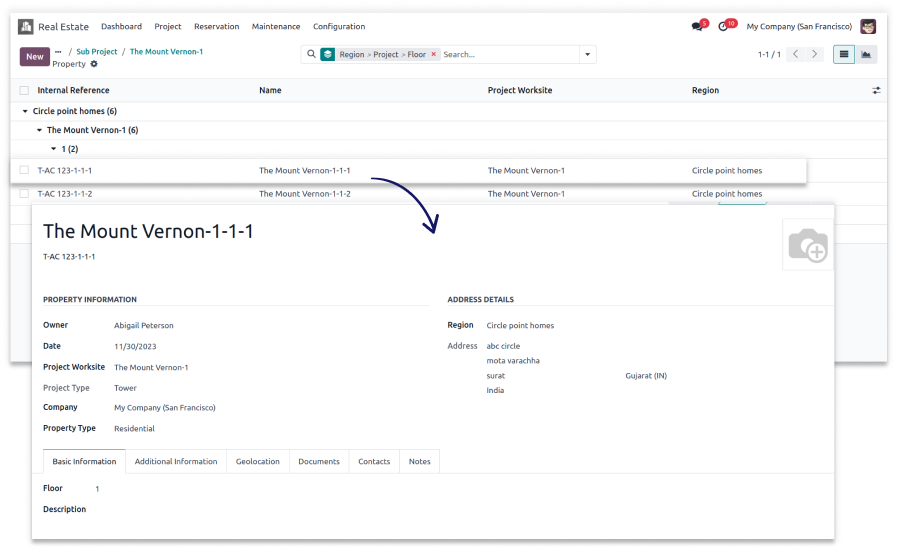 Real Estate Dashboard Project Reservation Maintenance Configuration 5 10 My Company (San Francisco)
New ... / Sub Project / The Mount Vernon-1 Region > Project > Floor × Search... 1-1 / 1
Property
Internal Reference Name Project Worksite Region
Circle point homes (6)
The Mount Vernon-1 (6)
1 (2)
T-AC 123-1-1-1 The Mount Vernon-1-1-1 The Mount Vernon-1 Circle point homes
T-AC 123-1-1-2 The Mount Vernon-1-1-2 The Mount Vernon-1 Circle point homes
The Mount Vernon-1-1-1
T-AC 123-1-1-1
PROPERTY INFORMATION ADDRESS DETAILS
Owner Abigail Peterson Region Circle point homes
Date 11/30/2023 Address abc circle
mota varachha
Project Worksite The Mount Vernon-1
surat Gujarat (IN)
Project Type Tower India
Company My Company (San Francisco)
Property Type Residential
Basic Information Additional Information Geolocation Documents Contacts Notes
Floor 1
Description